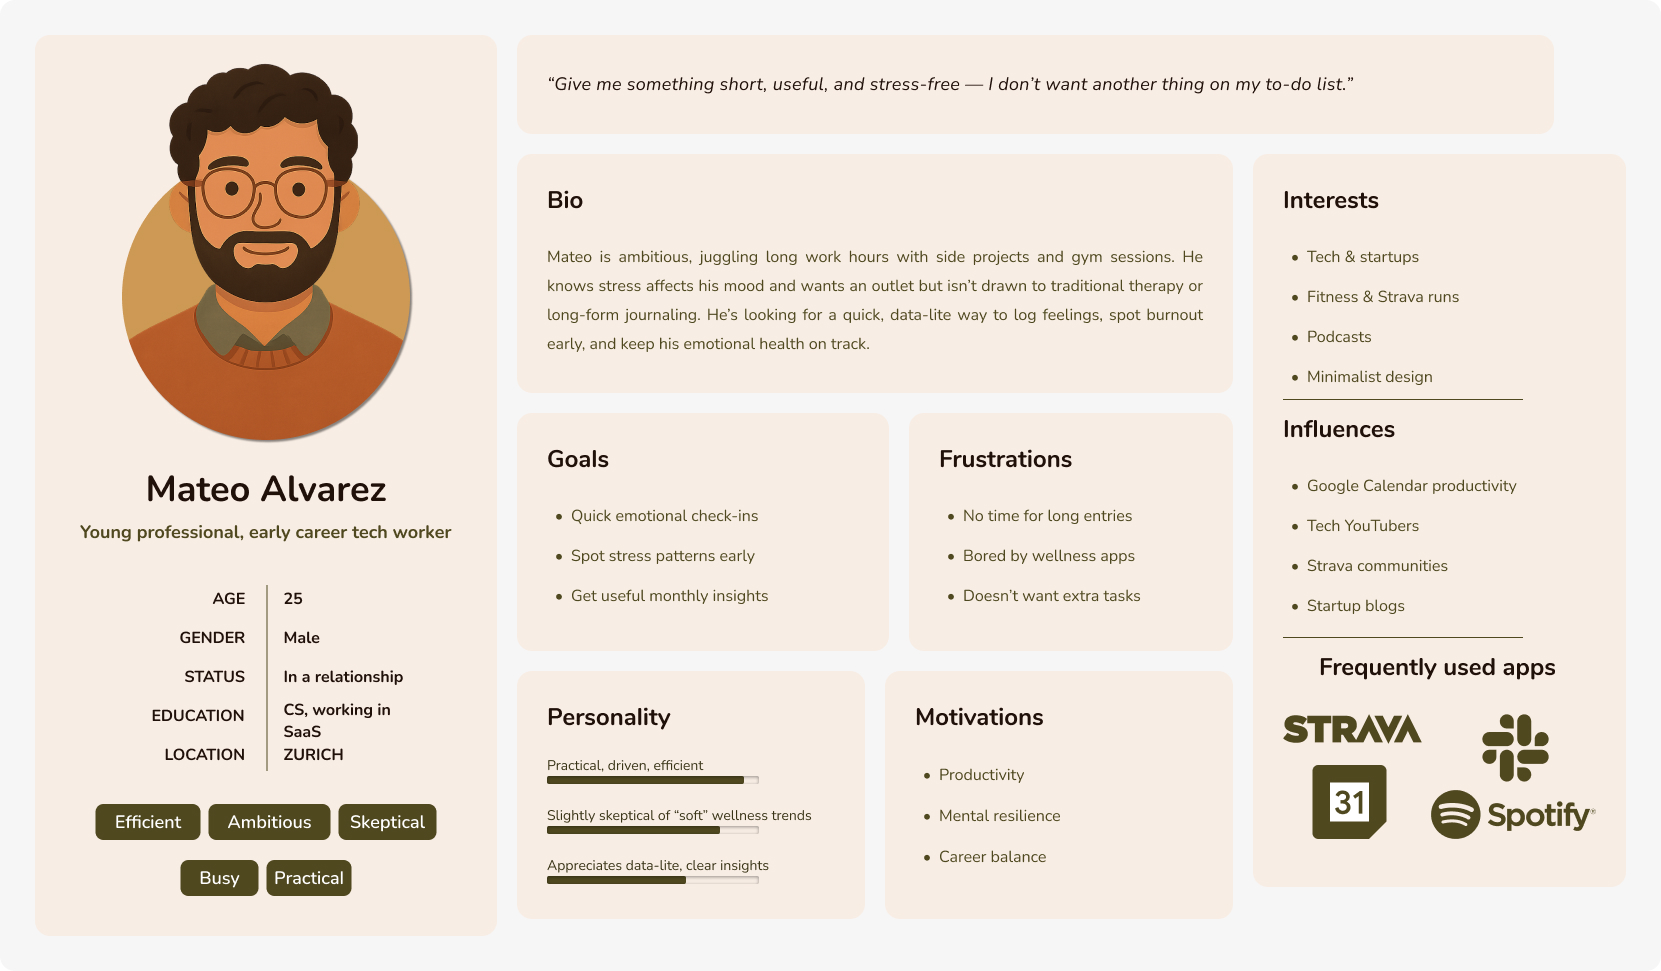 Mateo Alvarez
Young professional, early career tech worker
AGE 25
GENDER Male
STATUS In a relationship
EDUCATION CS, working in
SaaS
LOCATION ZURICH
Efficient Ambitious Skeptical
Busy Practical
“Give me something short, useful, and stress-free — I don’t want another thing on my to-do list.”
Bio
Mateo is ambitious, juggling long work hours with side projects and gym sessions. He
knows stress affects his mood and wants an outlet but isn’t drawn to traditional therapy or
long-form journaling. He’s looking for a quick, data-lite way to log feelings, spot burnout
early, and keep his emotional health on track.
Goals
• Quick emotional check-ins
• Spot stress patterns early
• Get useful monthly insights
Frustrations
• No time for long entries
• Bored by wellness apps
• Doesn’t want extra tasks
Personality
Practical, driven, efficient
Slightly skeptical of “soft” wellness trends
Appreciates data-lite, clear insights
Motivations
• Productivity
• Mental resilience
• Career balance
Interests
• Tech & startups
• Fitness & Strava runs
• Podcasts
• Minimalist design
Influences
• Google Calendar productivity
• Tech YouTubers
• Strava communities
• Startup blogs
Frequently used apps
STRAVA
31
Spotify®